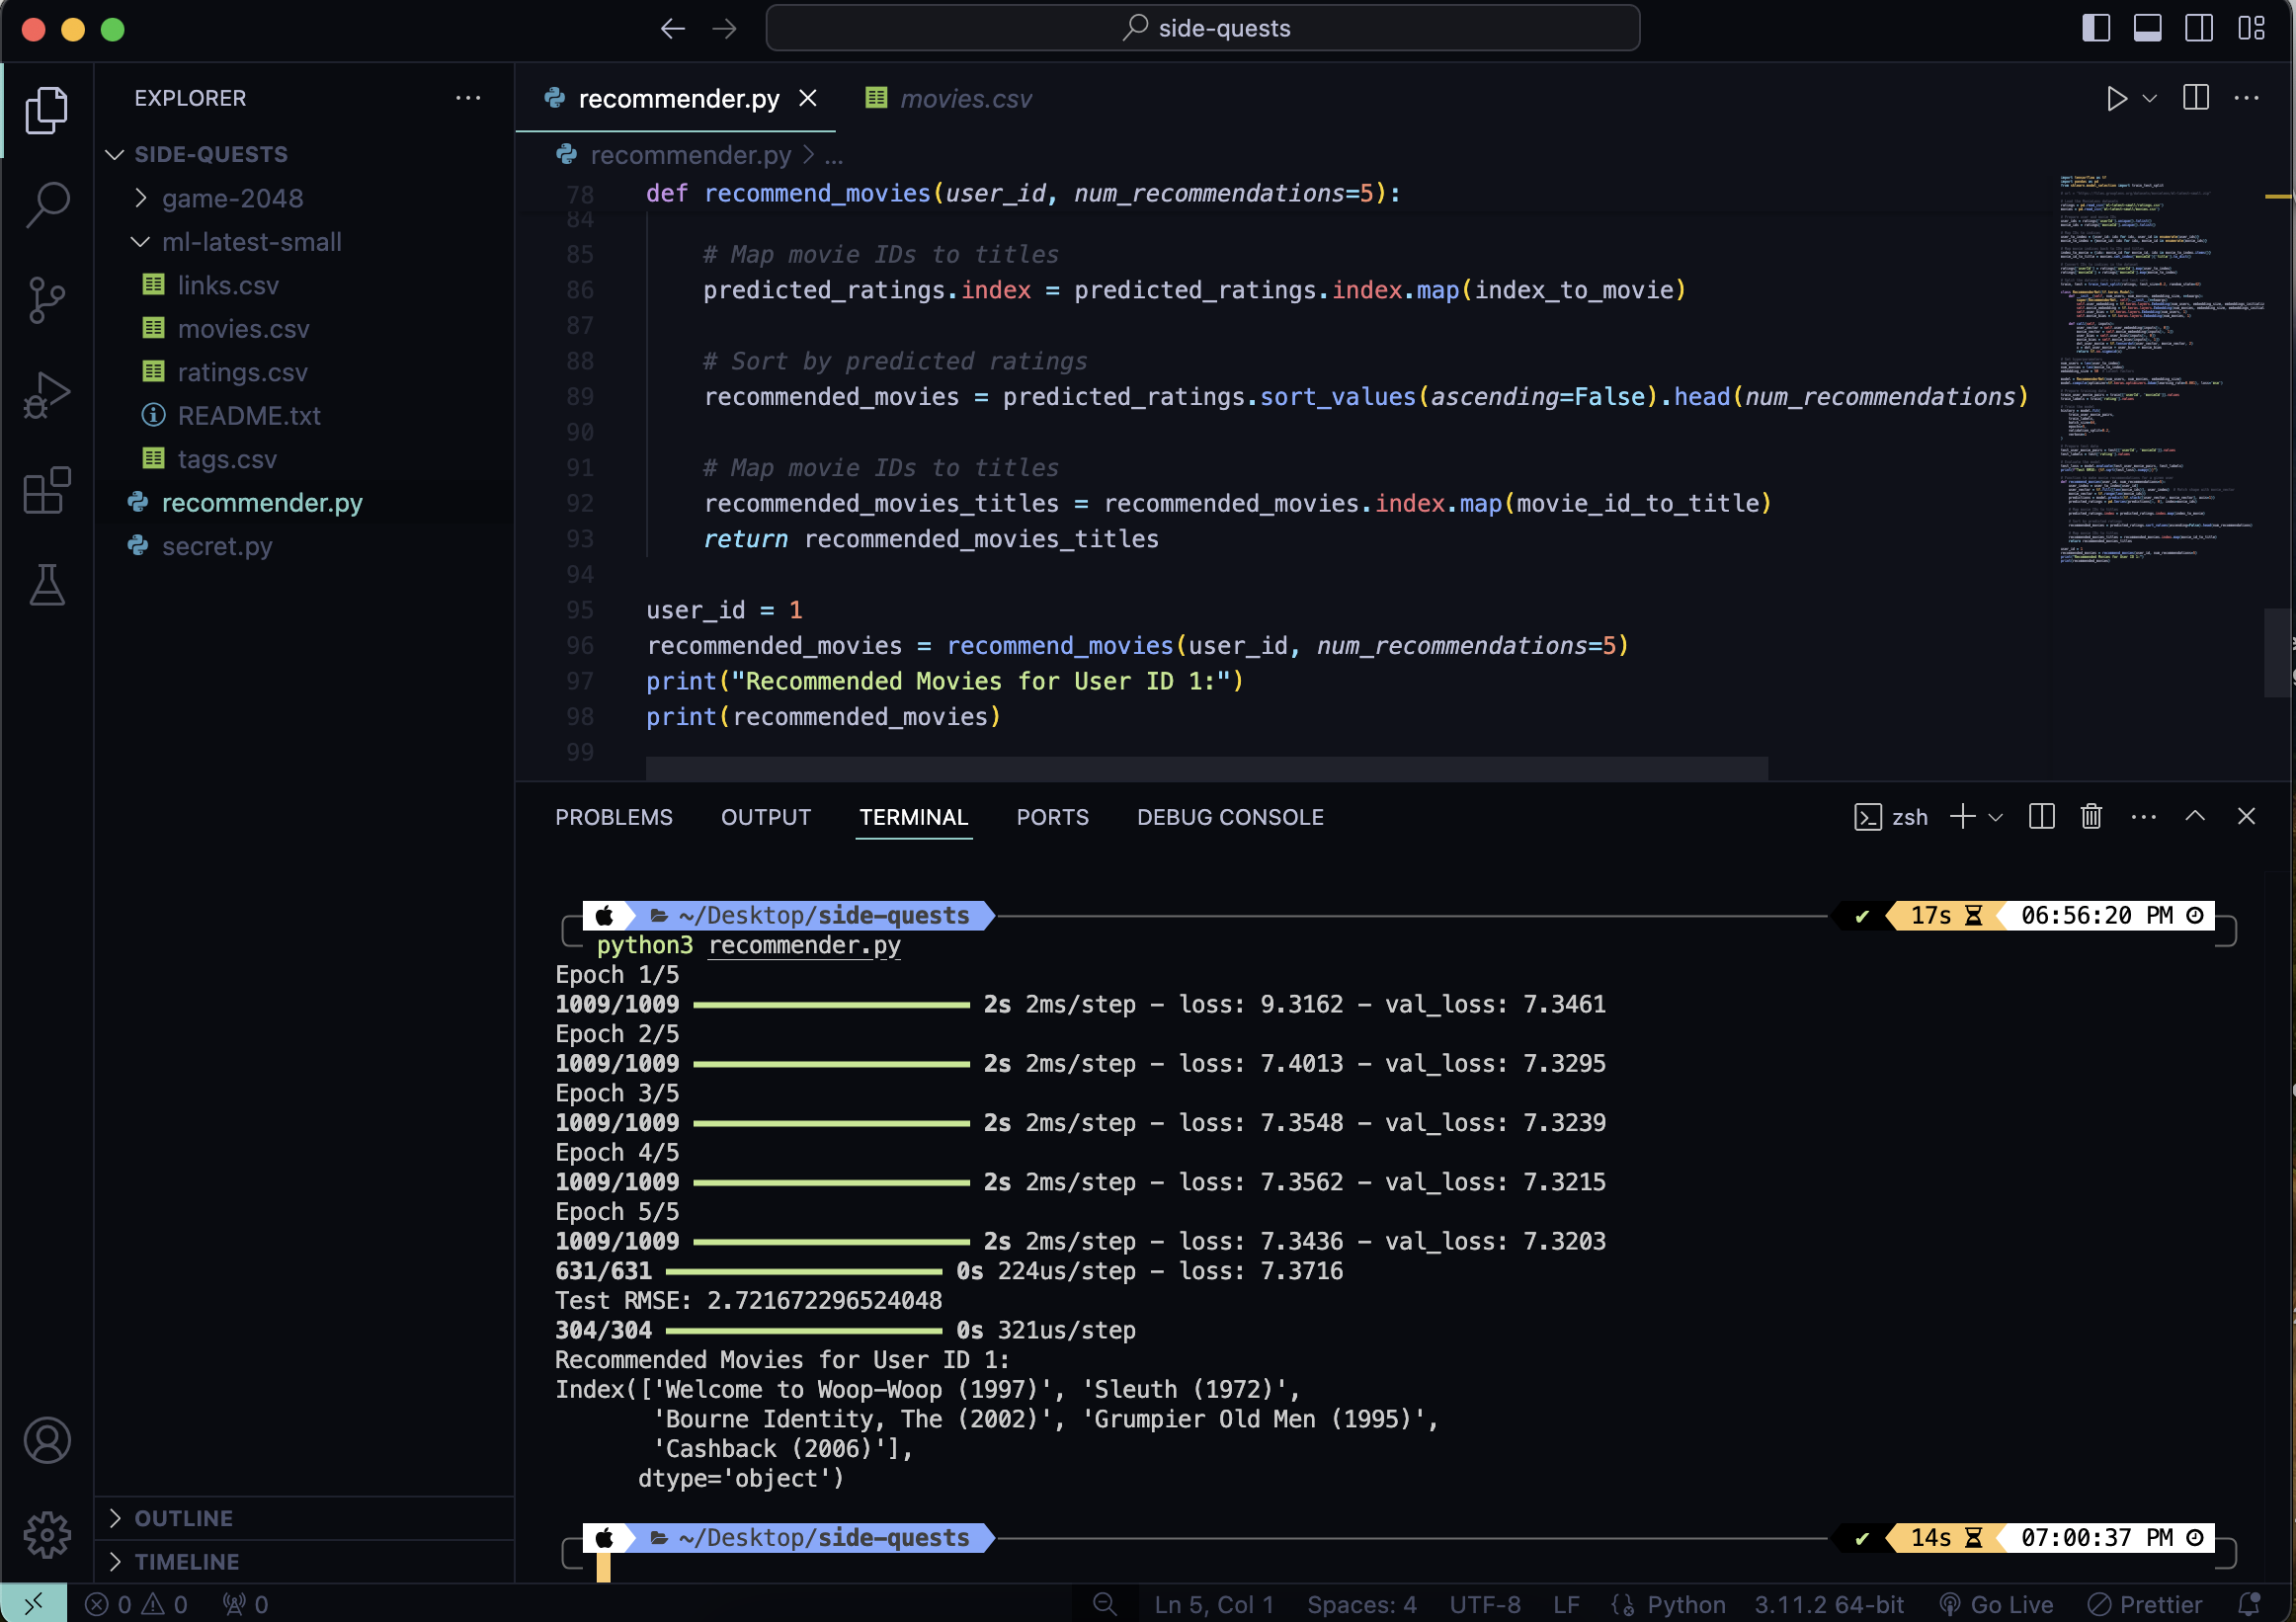 side-quests
EXPLORER
SIDE-QUESTS
game-2048
ml-latest-small
links.csv
movies.csv
ratings.csv
README.txt
tags.csv
recommender.py
secret.py
OUTLINE
TIMELINE
recommender.py
movies.csv
recommender.py > ...
78 def recommend_movies(user_id, num_recommendations=5):
84
85 # Map movie IDs to titles
86 predicted_ratings.index = predicted_ratings.index.map(index_to_movie)
87
88 # Sort by predicted ratings
89 recommended_movies = predicted_ratings.sort_values(ascending=False).head(num_recommendations)
90
91 # Map movie IDs to titles
92 recommended_movies_titles = recommended_movies.index.map(movie_id_to_title)
93 return recommended_movies_titles
94
95 user_id = 1
96 recommended_movies = recommend_movies(user_id, num_recommendations=5)
97 print("Recommended Movies for User ID 1:")
98 print(recommended_movies)
99
PROBLEMS OUTPUT TERMINAL PORTS DEBUG CONSOLE zsh
~/Desktop/side-quests ✔ 17s 06:56:20 PM
python3 recommender.py
Epoch 1/5
1009/1009 2s 2ms/step - loss: 9.3162 - val_loss: 7.3461
Epoch 2/5
1009/1009 2s 2ms/step - loss: 7.4013 - val_loss: 7.3295
Epoch 3/5
1009/1009 2s 2ms/step - loss: 7.3548 - val_loss: 7.3239
Epoch 4/5
1009/1009 2s 2ms/step - loss: 7.3562 - val_loss: 7.3215
Epoch 5/5
1009/1009 2s 2ms/step - loss: 7.3436 - val_loss: 7.3203
631/631 0s 224us/step - loss: 7.3716
Test RMSE: 2.721672296524048
304/304 0s 321us/step
Recommended Movies for User ID 1:
Index(['Welcome to Woop-Woop (1997)', 'Sleuth (1972)',
'Bourne Identity, The (2002)', 'Grumpier Old Men (1995)',
'Cashback (2006)'],
dtype='object')
~/Desktop/side-quests ✔ 14s 07:00:37 PM
0 0 0 Ln 5, Col 1 Spaces: 4 UTF-8 LF Python 3.11.2 64-bit Go Live Prettier